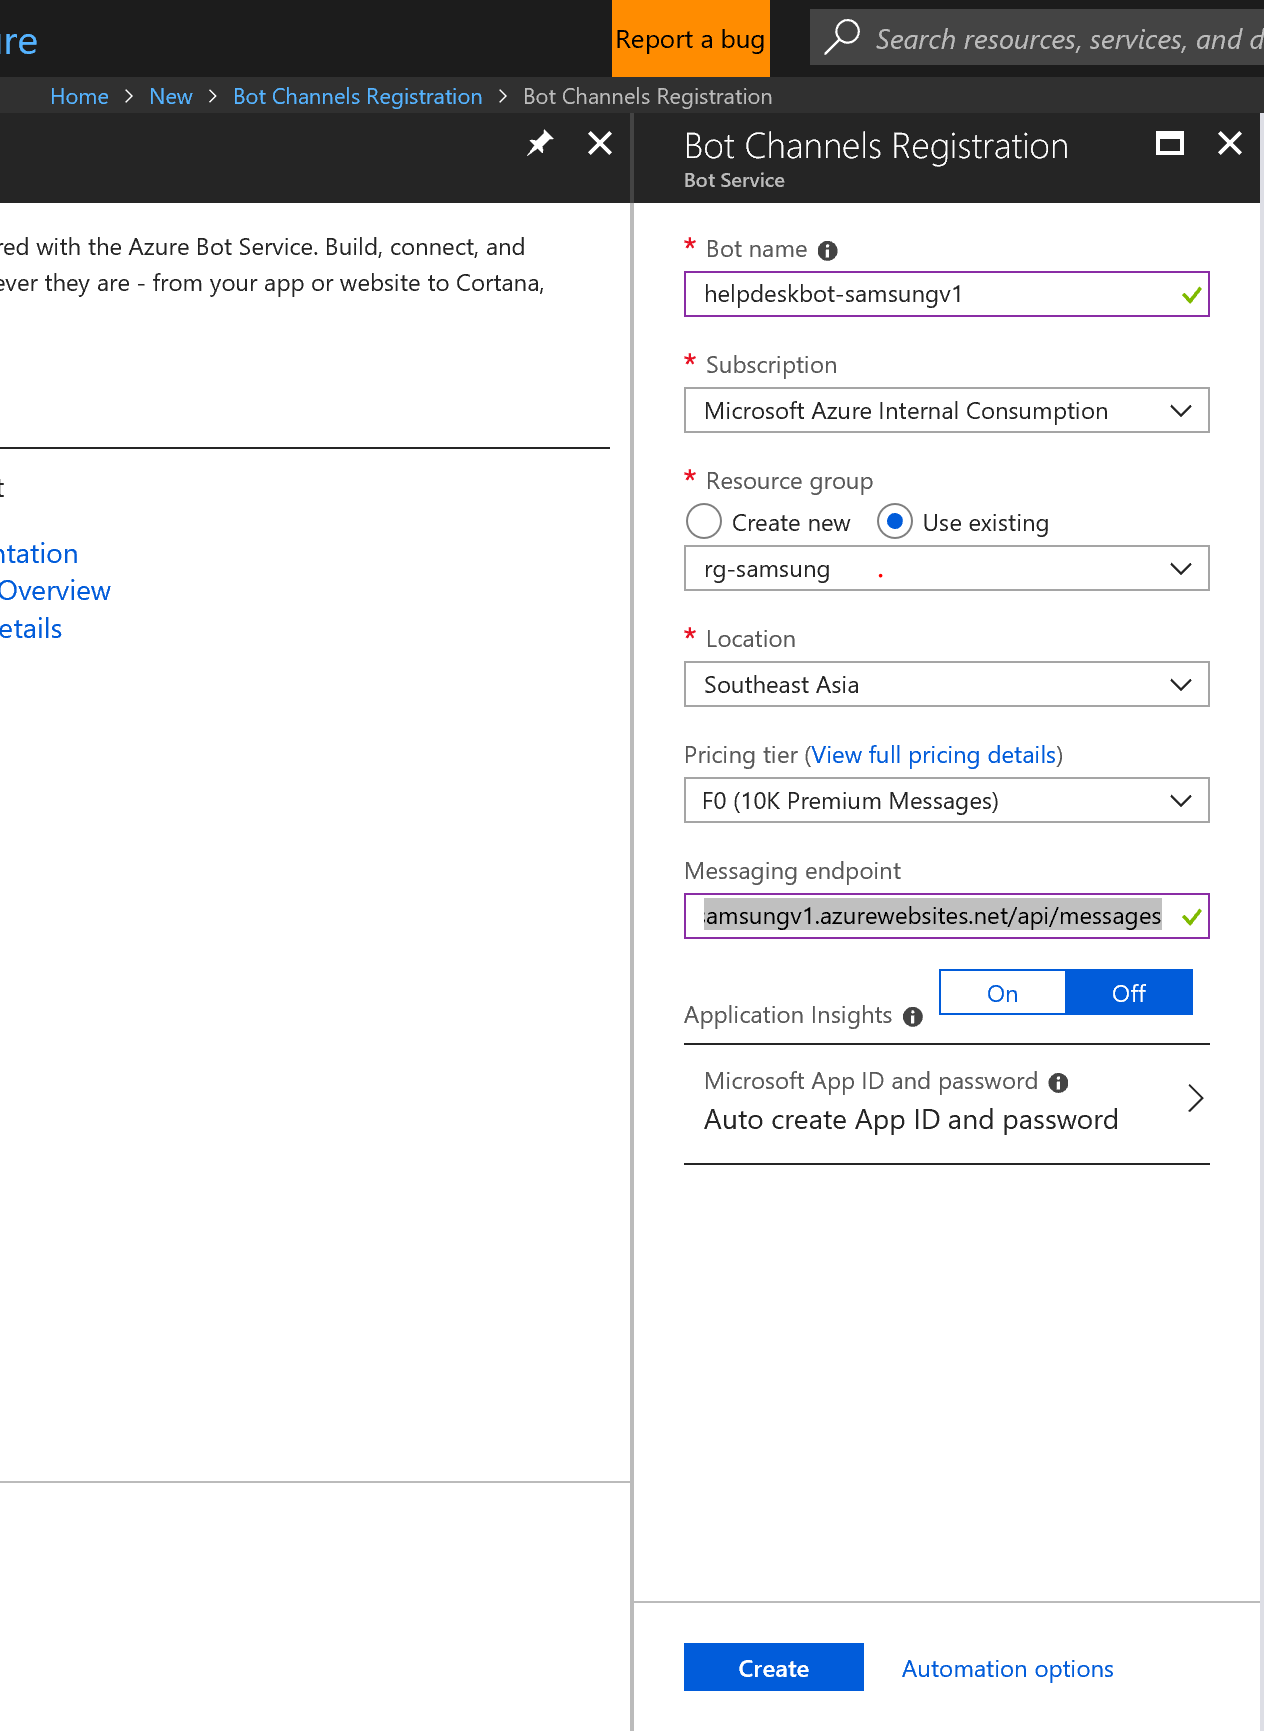 re
Report a bug
Search resources, services, and d
Home > New > Bot Channels Registration > Bot Channels Registration
Bot Channels Registration
Bot Service
red with the Azure Bot Service. Build, connect, and
ever they are - from your app or website to Cortana,
t
ntation
Overview
etails
* Bot name
helpdeskbot-samsungv1
* Subscription
Microsoft Azure Internal Consumption
* Resource group
Create new Use existing
rg-samsung
* Location
Southeast Asia
Pricing tier (View full pricing details)
F0 (10K Premium Messages)
Messaging endpoint
samsungv1.azurewebsites.net/api/messages
Application Insights On Off
Microsoft App ID and password
Auto create App ID and password
Create Automation options